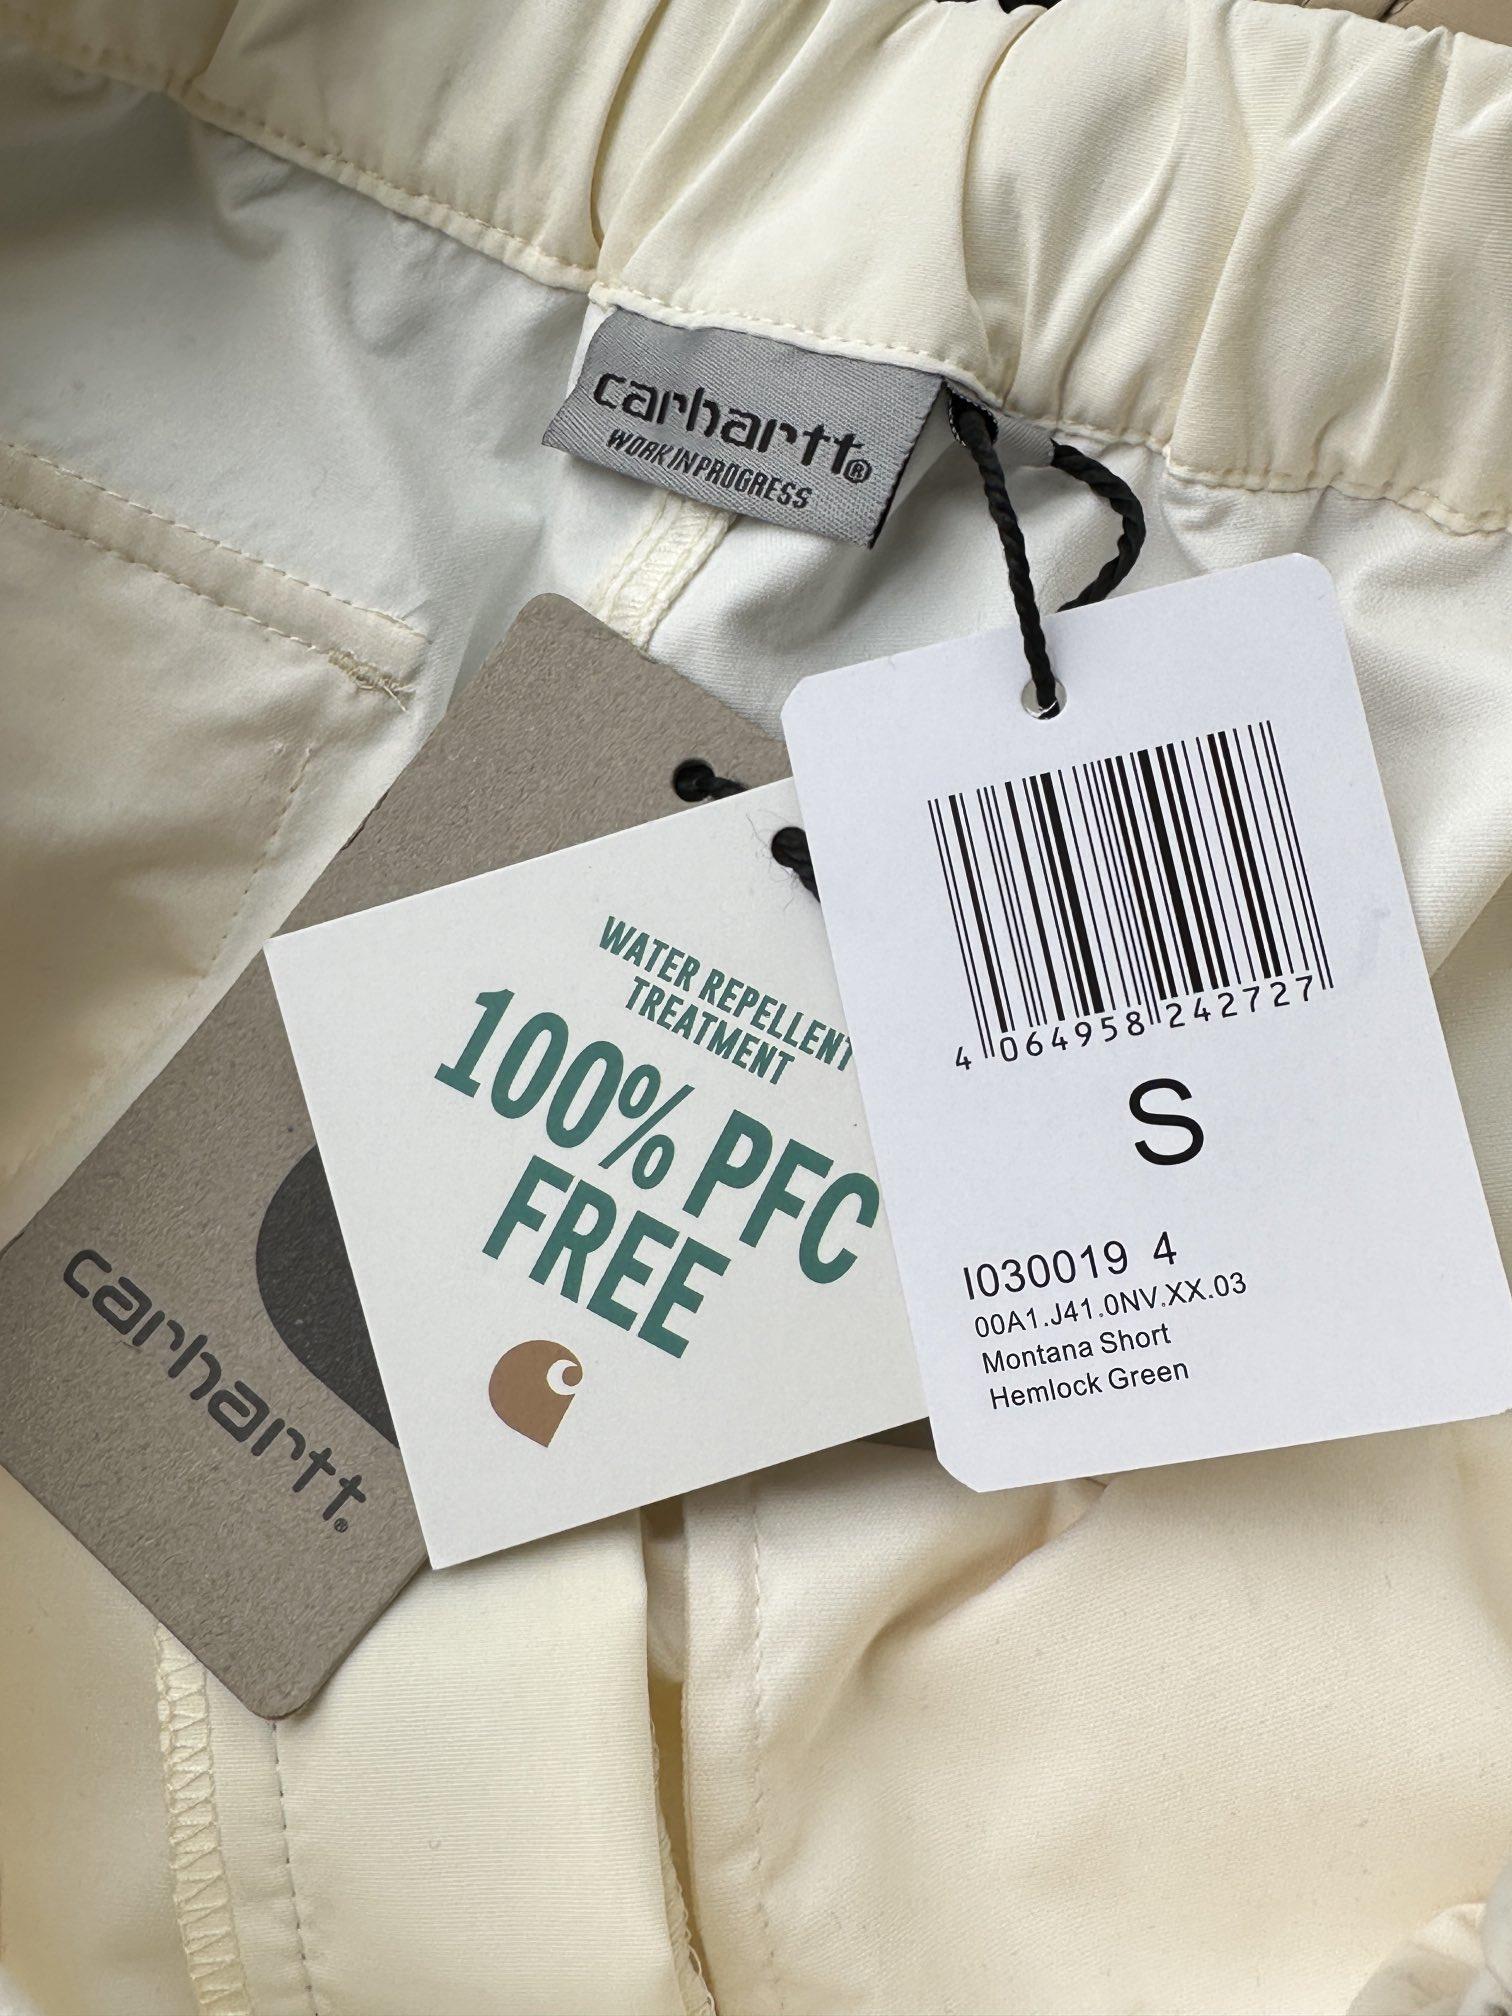 carhartt®
WORK IN PROGRESS
4 064958 242727
S
I030019 4
00A1.J41.0NV.XX.03
Montana Short
Hemlock Green
WATER REPELLENT
TREATMENT
100% PFC
FREE
carhartt®